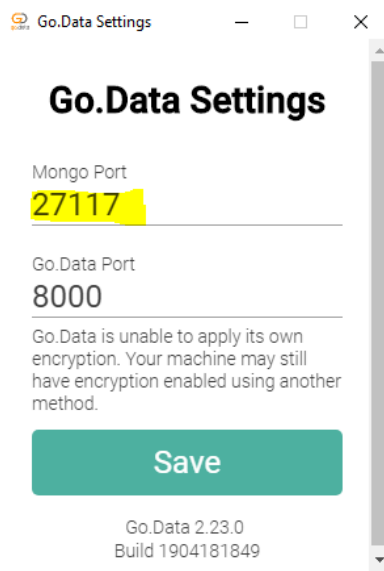 Go.Data Settings
Go.Data Settings
Mongo Port
27117
Go.Data Port
8000
Go.Data is unable to apply its own
encryption. Your machine may still
have encryption enabled using another
method.
Save
Go.Data 2.23.0
Build 1904181849